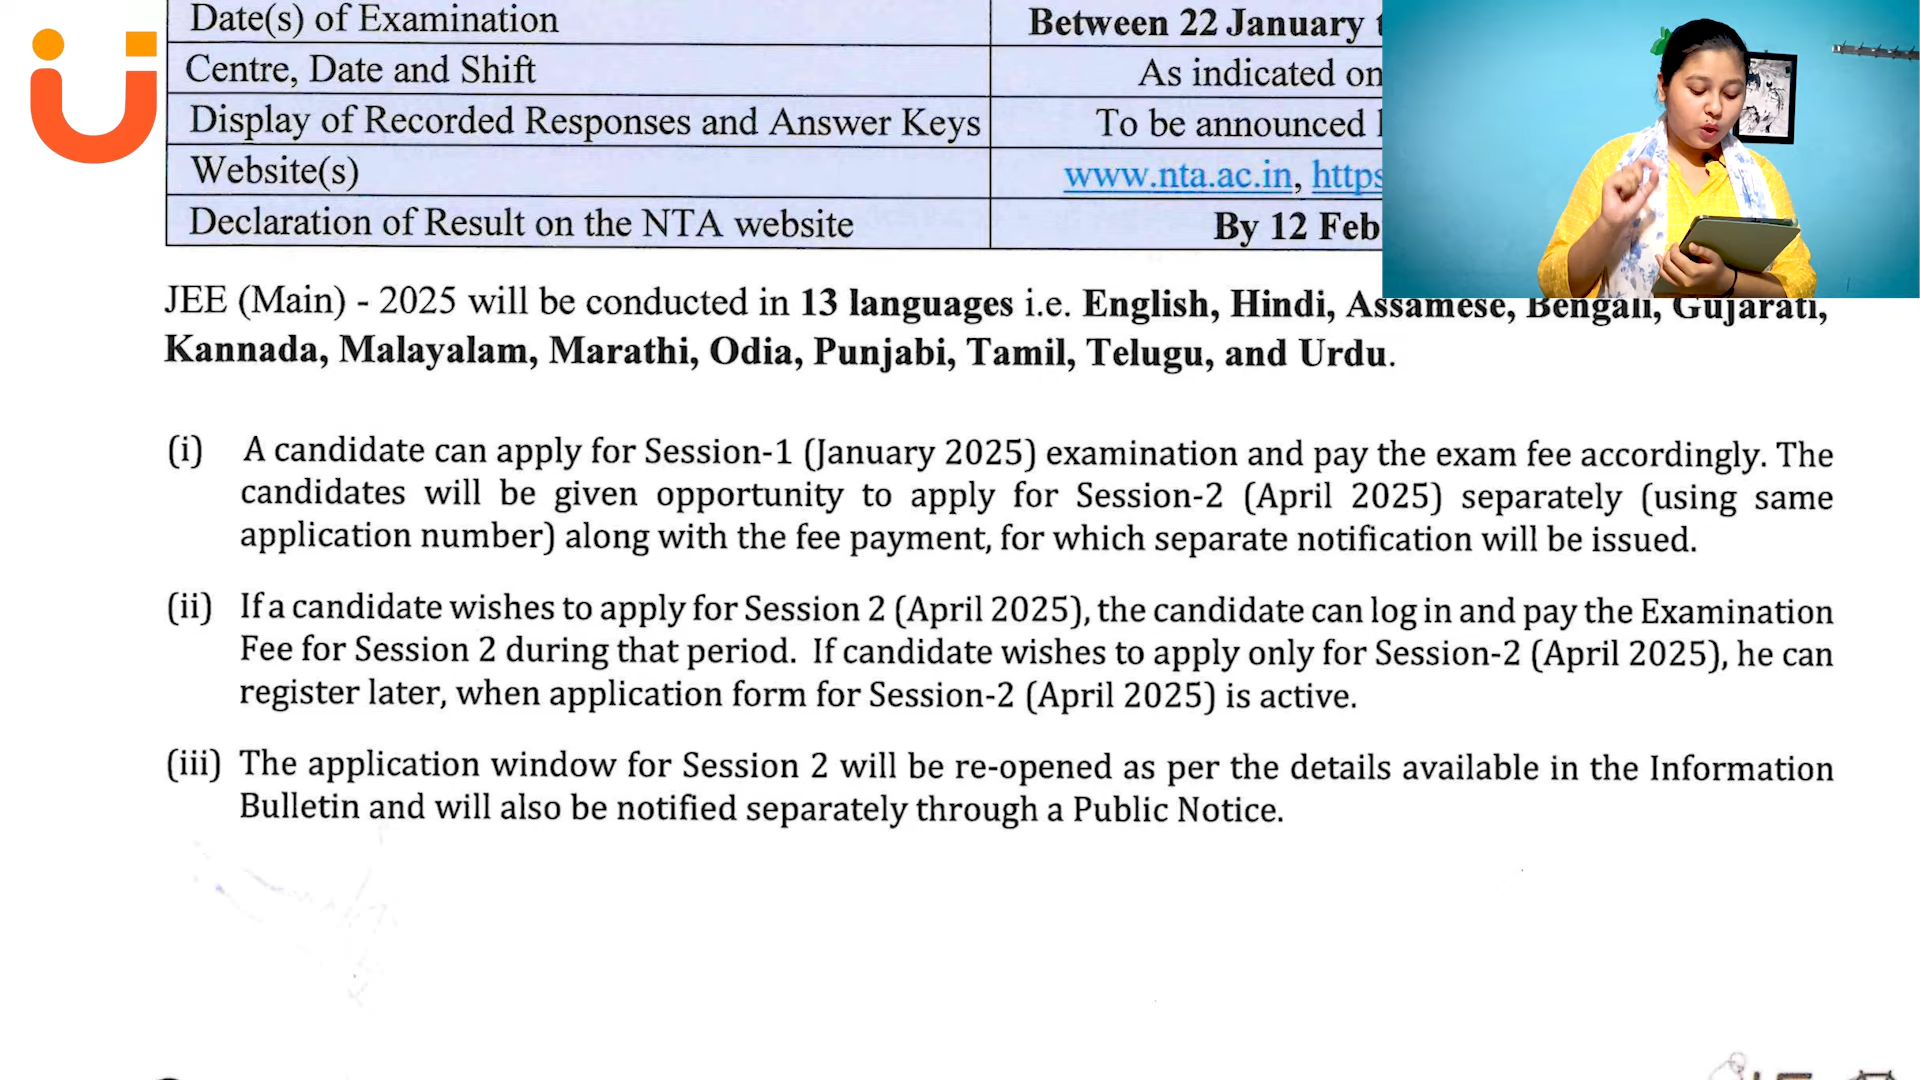 Date(s) of Examination Between 22 January
Centre, Date and Shift As indicated on
Display of Recorded Responses and Answer Keys To be announced
Website(s) www.nta.ac.in, https
Declaration of Result on the NTA website By 12 Feb
JEE (Main) - 2025 will be conducted in 13 languages i.e. English, Hindi, Assamese, Bengali, Gujarati,
Kannada, Malayalam, Marathi, Odia, Punjabi, Tamil, Telugu, and Urdu.
(i) A candidate can apply for Session-1 (January 2025) examination and pay the exam fee accordingly. The
candidates will be given opportunity to apply for Session-2 (April 2025) separately (using same
application number) along with the fee payment, for which separate notification will be issued.
(ii) If a candidate wishes to apply for Session 2 (April 2025), the candidate can log in and pay the Examination
Fee for Session 2 during that period. If candidate wishes to apply only for Session-2 (April 2025), he can
register later, when application form for Session-2 (April 2025) is active.
(iii) The application window for Session 2 will be re-opened as per the details available in the Information
Bulletin and will also be notified separately through a Public Notice.